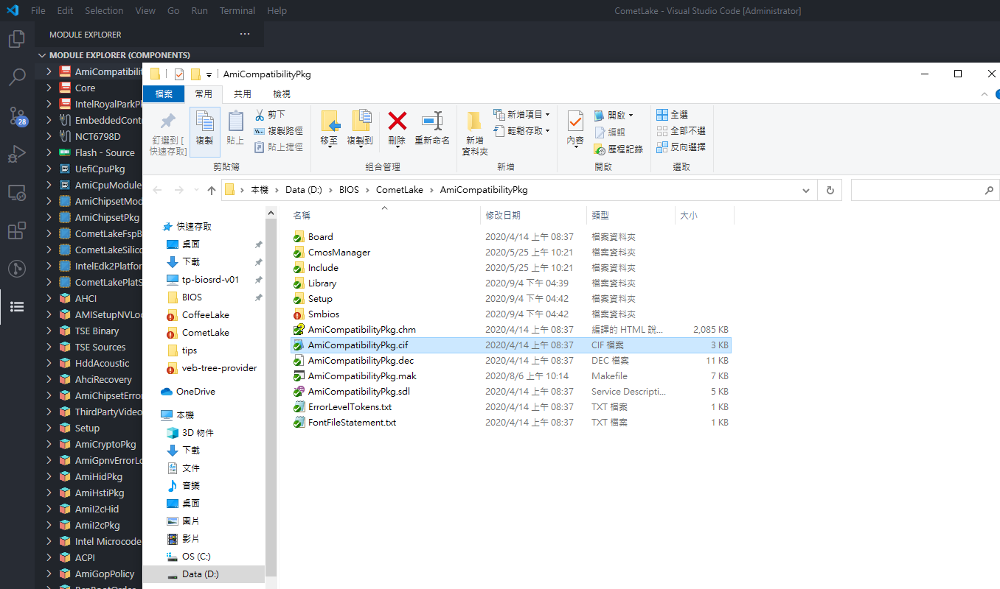 File Edit Selection View Go Run Terminal Help
CometLake - Visual Studio Code [Administrator]
MODULE EXPLORER
MODULE EXPLORER (COMPONENTS)
AmiCompatibilit
Core
IntelRoyalParkPk
EmbeddedContr
NCT6798D
Flash - Source
UefiCpuPkg
AmiCpuModule
AmiChipsetMod
AmiChipsetPkg
CometLakeFspB
CometLakeSilico
IntelEdk2Platfor
CometLakePlatS
AHCI
AMISetupNVLoc
TSE Binary
TSE Sources
HddAcoustic
AhciRecovery
AmiChipsetError
ThirdPartyVideo
Setup
AmiCryptoPkg
AmiGpnvErrorLo
AmiHidPkg
AmiHstiPkg
AmiI2cHid
AmiI2cPkg
Intel Microcode
ACPI
AmiGopPolicy
BcpBootOrder
28
AmiCompatibilityPkg
檔案 常用 共用 檢視
釘選到 [快速存取]
複製
貼上
剪下
複製路徑
貼上捷徑
剪貼簿
移至
複製到
刪除
重新命名
組合管理
新增資料夾
新增項目
輕鬆存取
新增
內容
開啟
編輯
歷程記錄
開啟
全選
全部不選
反向選擇
選取
本機 Data (D:) BIOS CometLake AmiCompatibilityPkg
快速存取
桌面
下載
tp-biosrd-v01
BIOS
CoffeeLake
CometLake
tips
veb-tree-provider
OneDrive
本機
3D 物件
下載
文件
音樂
桌面
圖片
影片
OS (C:)
Data (D:)
名稱 修改日期 類型 大小
Board 2020/4/14 上午 08:37 檔案資料夾
CmosManager 2020/5/25 上午 10:21 檔案資料夾
Include 2020/5/25 上午 10:21 檔案資料夾
Library 2020/9/4 下午 04:39 檔案資料夾
Setup 2020/9/4 下午 04:42 檔案資料夾
Smbios 2020/9/4 下午 04:42 檔案資料夾
AmiCompatibilityPkg.chm 2020/4/14 上午 08:37 編譯的 HTML 說... 2,085 KB
AmiCompatibilityPkg.cif 2020/4/14 上午 08:37 CIF 檔案 3 KB
AmiCompatibilityPkg.dec 2020/4/14 上午 08:37 DEC 檔案 11 KB
AmiCompatibilityPkg.mak 2020/8/6 上午 10:14 Makefile 7 KB
AmiCompatibilityPkg.sdl 2020/4/14 上午 08:37 Service Descripti... 5 KB
ErrorLevelTokens.txt 2020/4/14 上午 08:37 TXT 檔案 1 KB
FontFileStatement.txt 2020/4/14 上午 08:37 TXT 檔案 1 KB